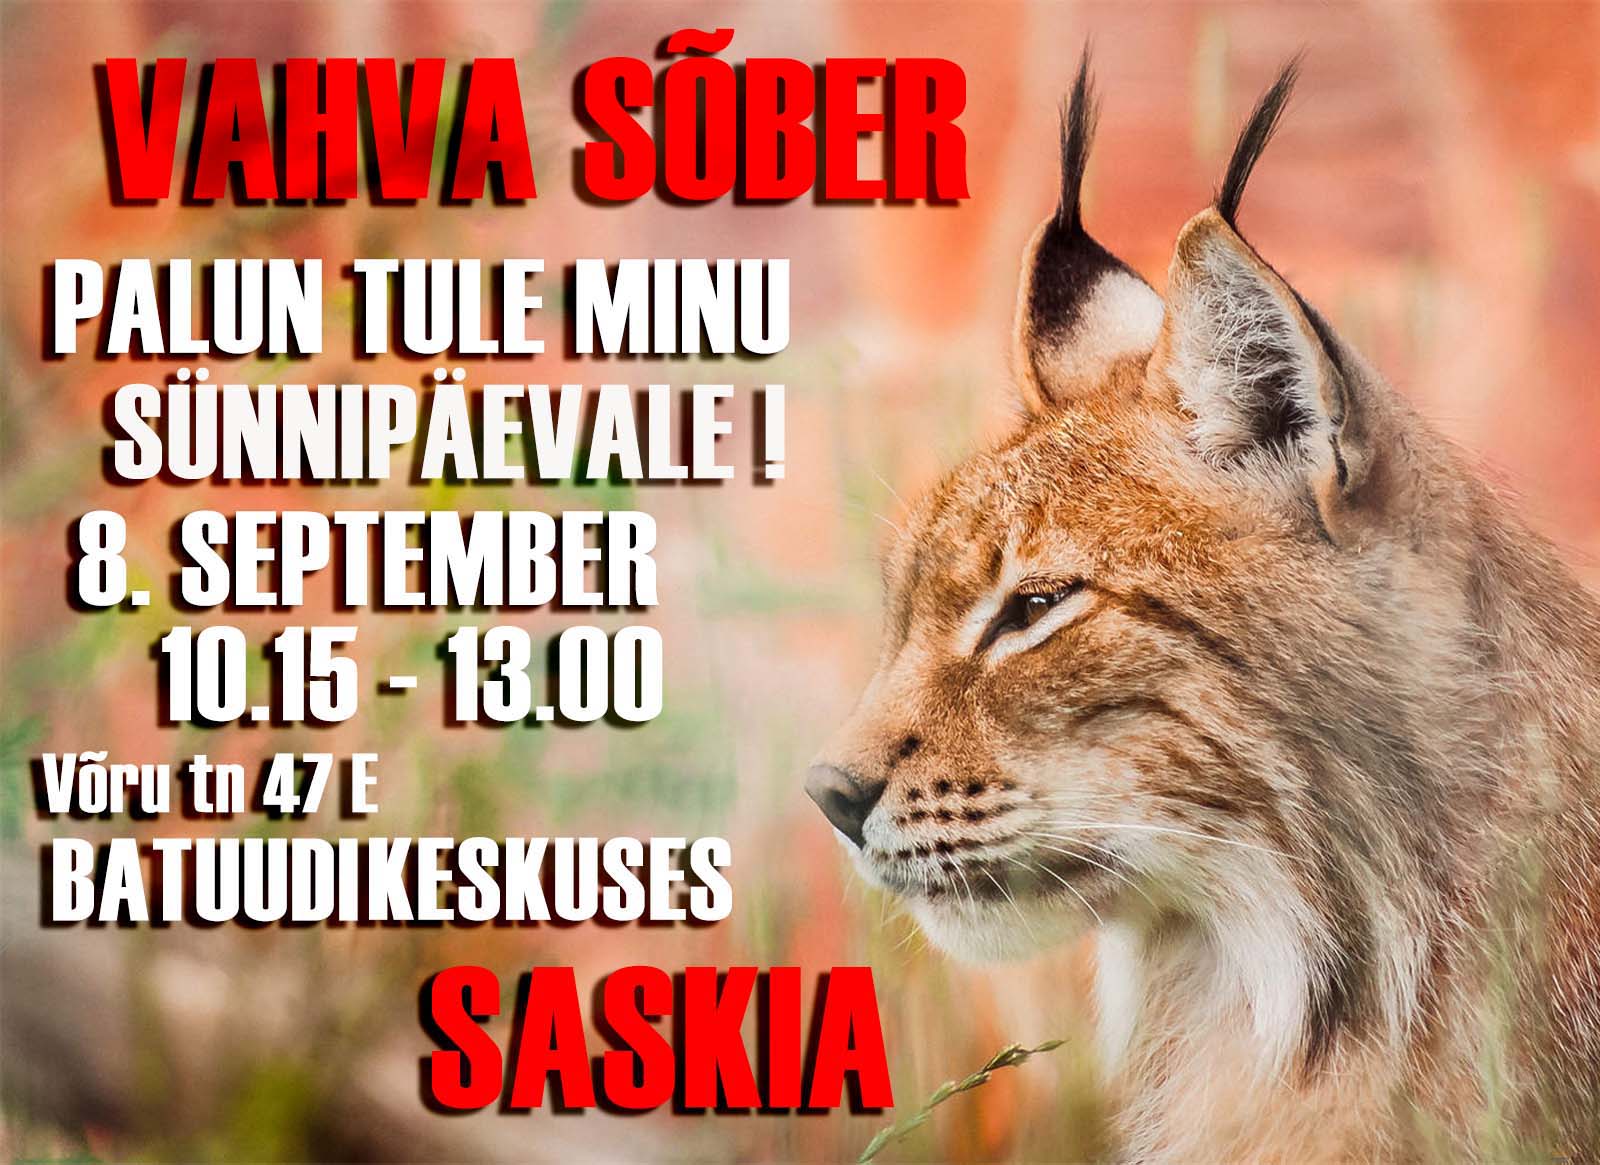 VAHVA SÕBER
PALUN TULE MINU
SÜNNIPÄEVALE !
8. SEPTEMBER
10.15 - 13.00
Võru tn 47 E
BATUUDIKESKUSES
SASKIA